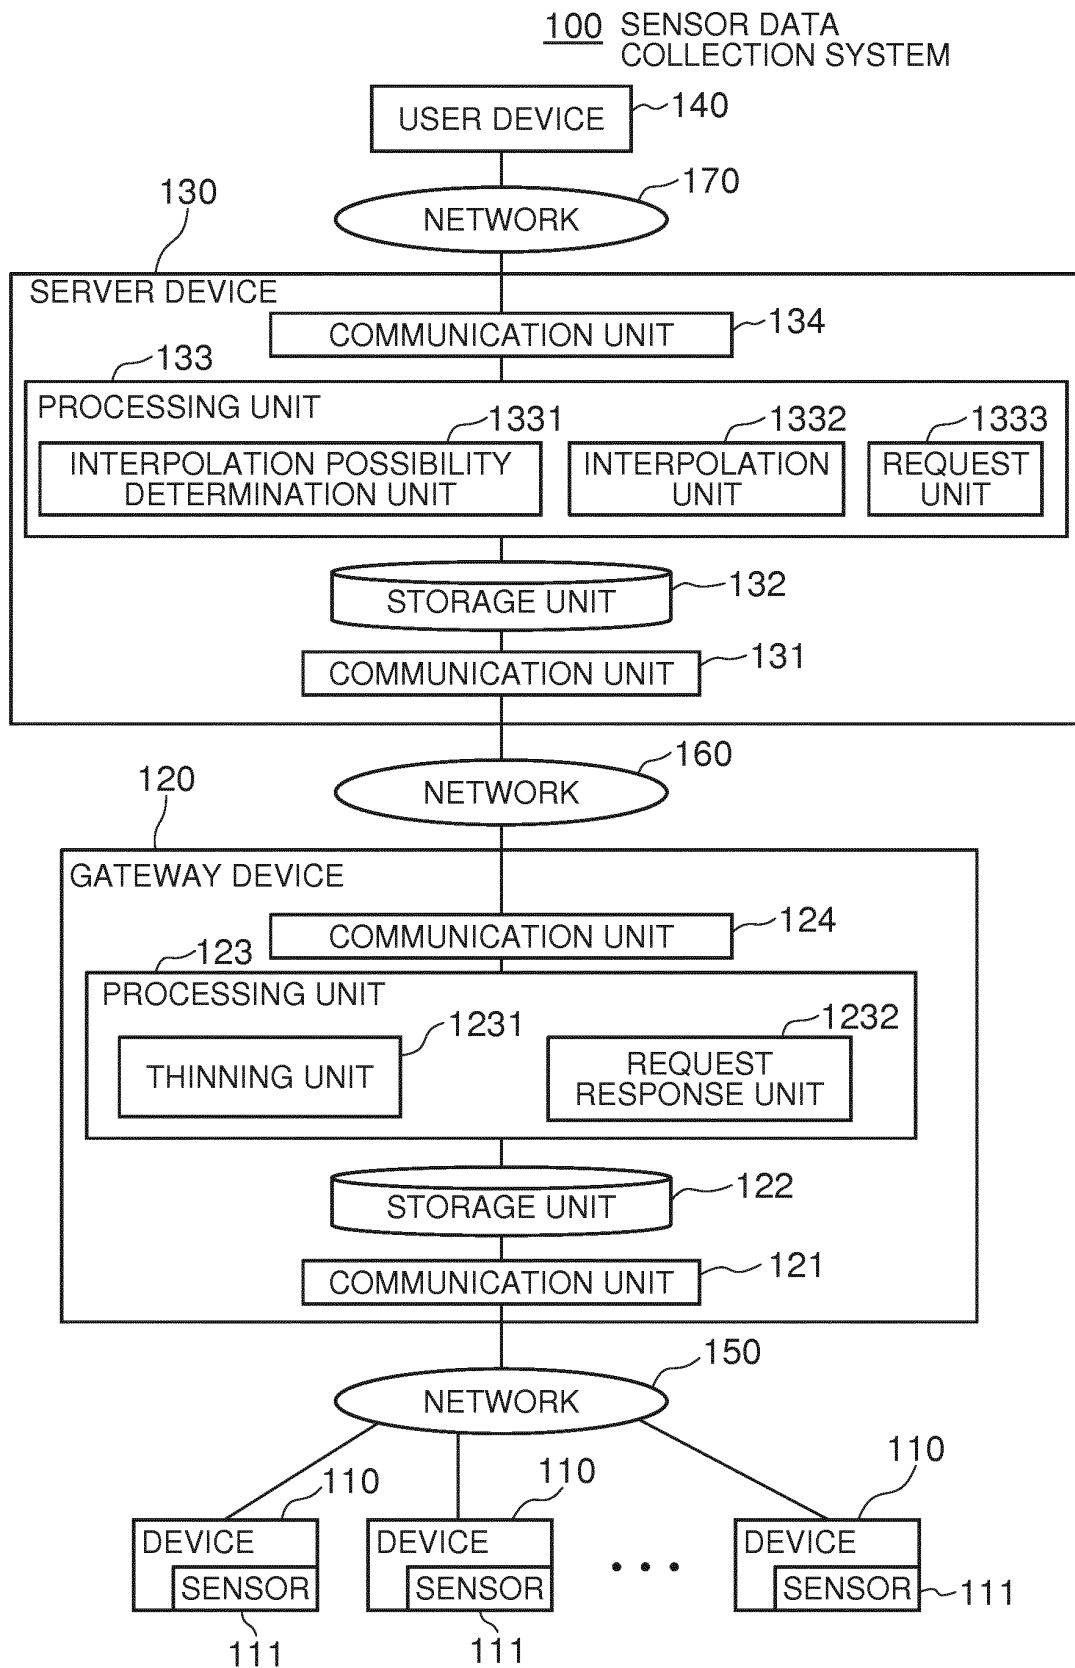 100 SENSOR DATA
COLLECTION SYSTEM
USER DEVICE
140
NETWORK
170
130
SERVER DEVICE
COMMUNICATION UNIT
134
133
PROCESSING UNIT
1331
INTERPOLATION POSSIBILITY
DETERMINATION UNIT
1332
INTERPOLATION
UNIT
1333
REQUEST
UNIT
STORAGE UNIT
132
COMMUNICATION UNIT
131
NETWORK
160
120
GATEWAY DEVICE
COMMUNICATION UNIT
124
123
PROCESSING UNIT
1231
THINNING UNIT
1232
REQUEST
RESPONSE UNIT
STORAGE UNIT
122
COMMUNICATION UNIT
121
NETWORK
150
110
DEVICE
SENSOR
111
110
DEVICE
SENSOR
111
• • •
110
DEVICE
SENSOR
111